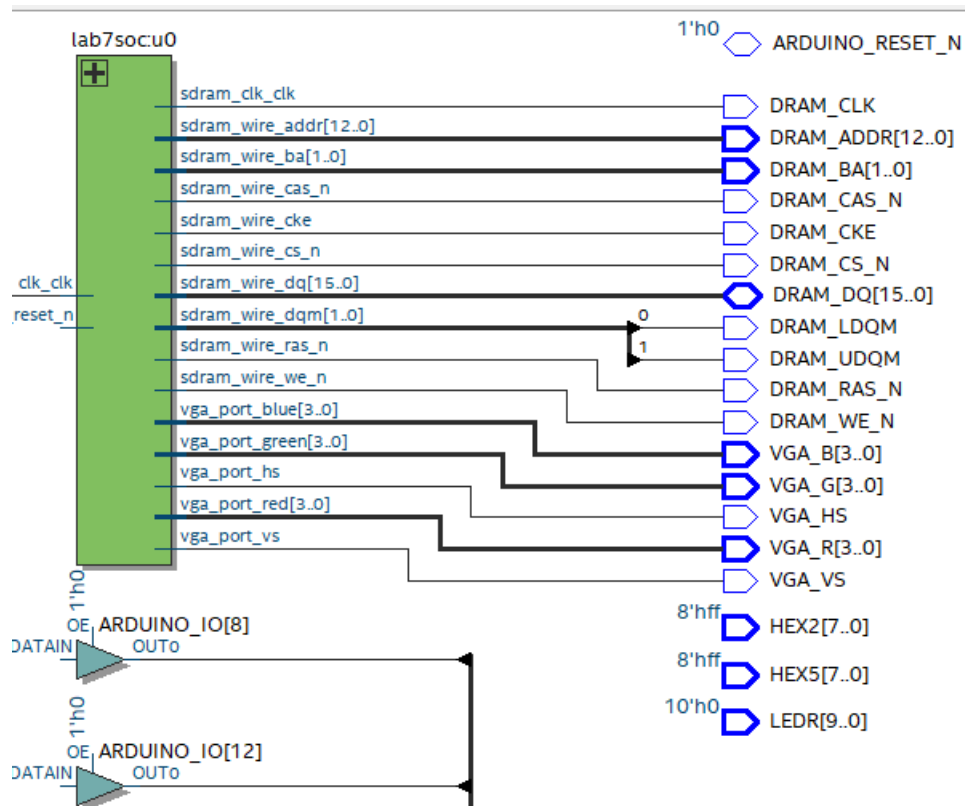 lab7soc:u0
1'h0
ARDUINO_RESET_N
sdram_clk_clk
DRAM_CLK
sdram_wire_addr[12..0]
DRAM_ADDR[12..0]
sdram_wire_ba[1..0]
DRAM_BA[1..0]
sdram_wire_cas_n
DRAM_CAS_N
sdram_wire_cke
DRAM_CKE
sdram_wire_cs_n
DRAM_CS_N
clk_clk
sdram_wire_dq[15..0]
DRAM_DQ[15..0]
_reset_n
sdram_wire_dqm[1..0]
0
DRAM_LDQM
sdram_wire_ras_n
1
DRAM_UDQM
sdram_wire_we_n
DRAM_RAS_N
vga_port_blue[3..0]
DRAM_WE_N
vga_port_green[3..0]
VGA_B[3..0]
vga_port_hs
VGA_G[3..0]
vga_port_red[3..0]
VGA_HS
vga_port_vs
VGA_R[3..0]
VGA_VS
1'h0
OE
ARDUINO_IO[8]
8'hff
HEX2[7..0]
DATAIN
OUT0
8'hff
HEX5[7..0]
1'h0
10'h0
LEDR[9..0]
OE
ARDUINO_IO[12]
DATAIN
OUT0